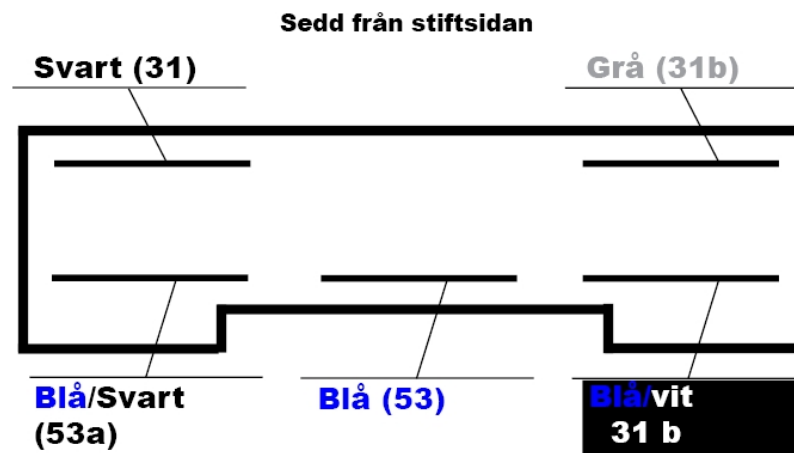 Sedd från stiftsidan
Svart (31)
Grå (31b)
Blå/Svart
(53a)
Blå (53)
Blå/vit
31 b